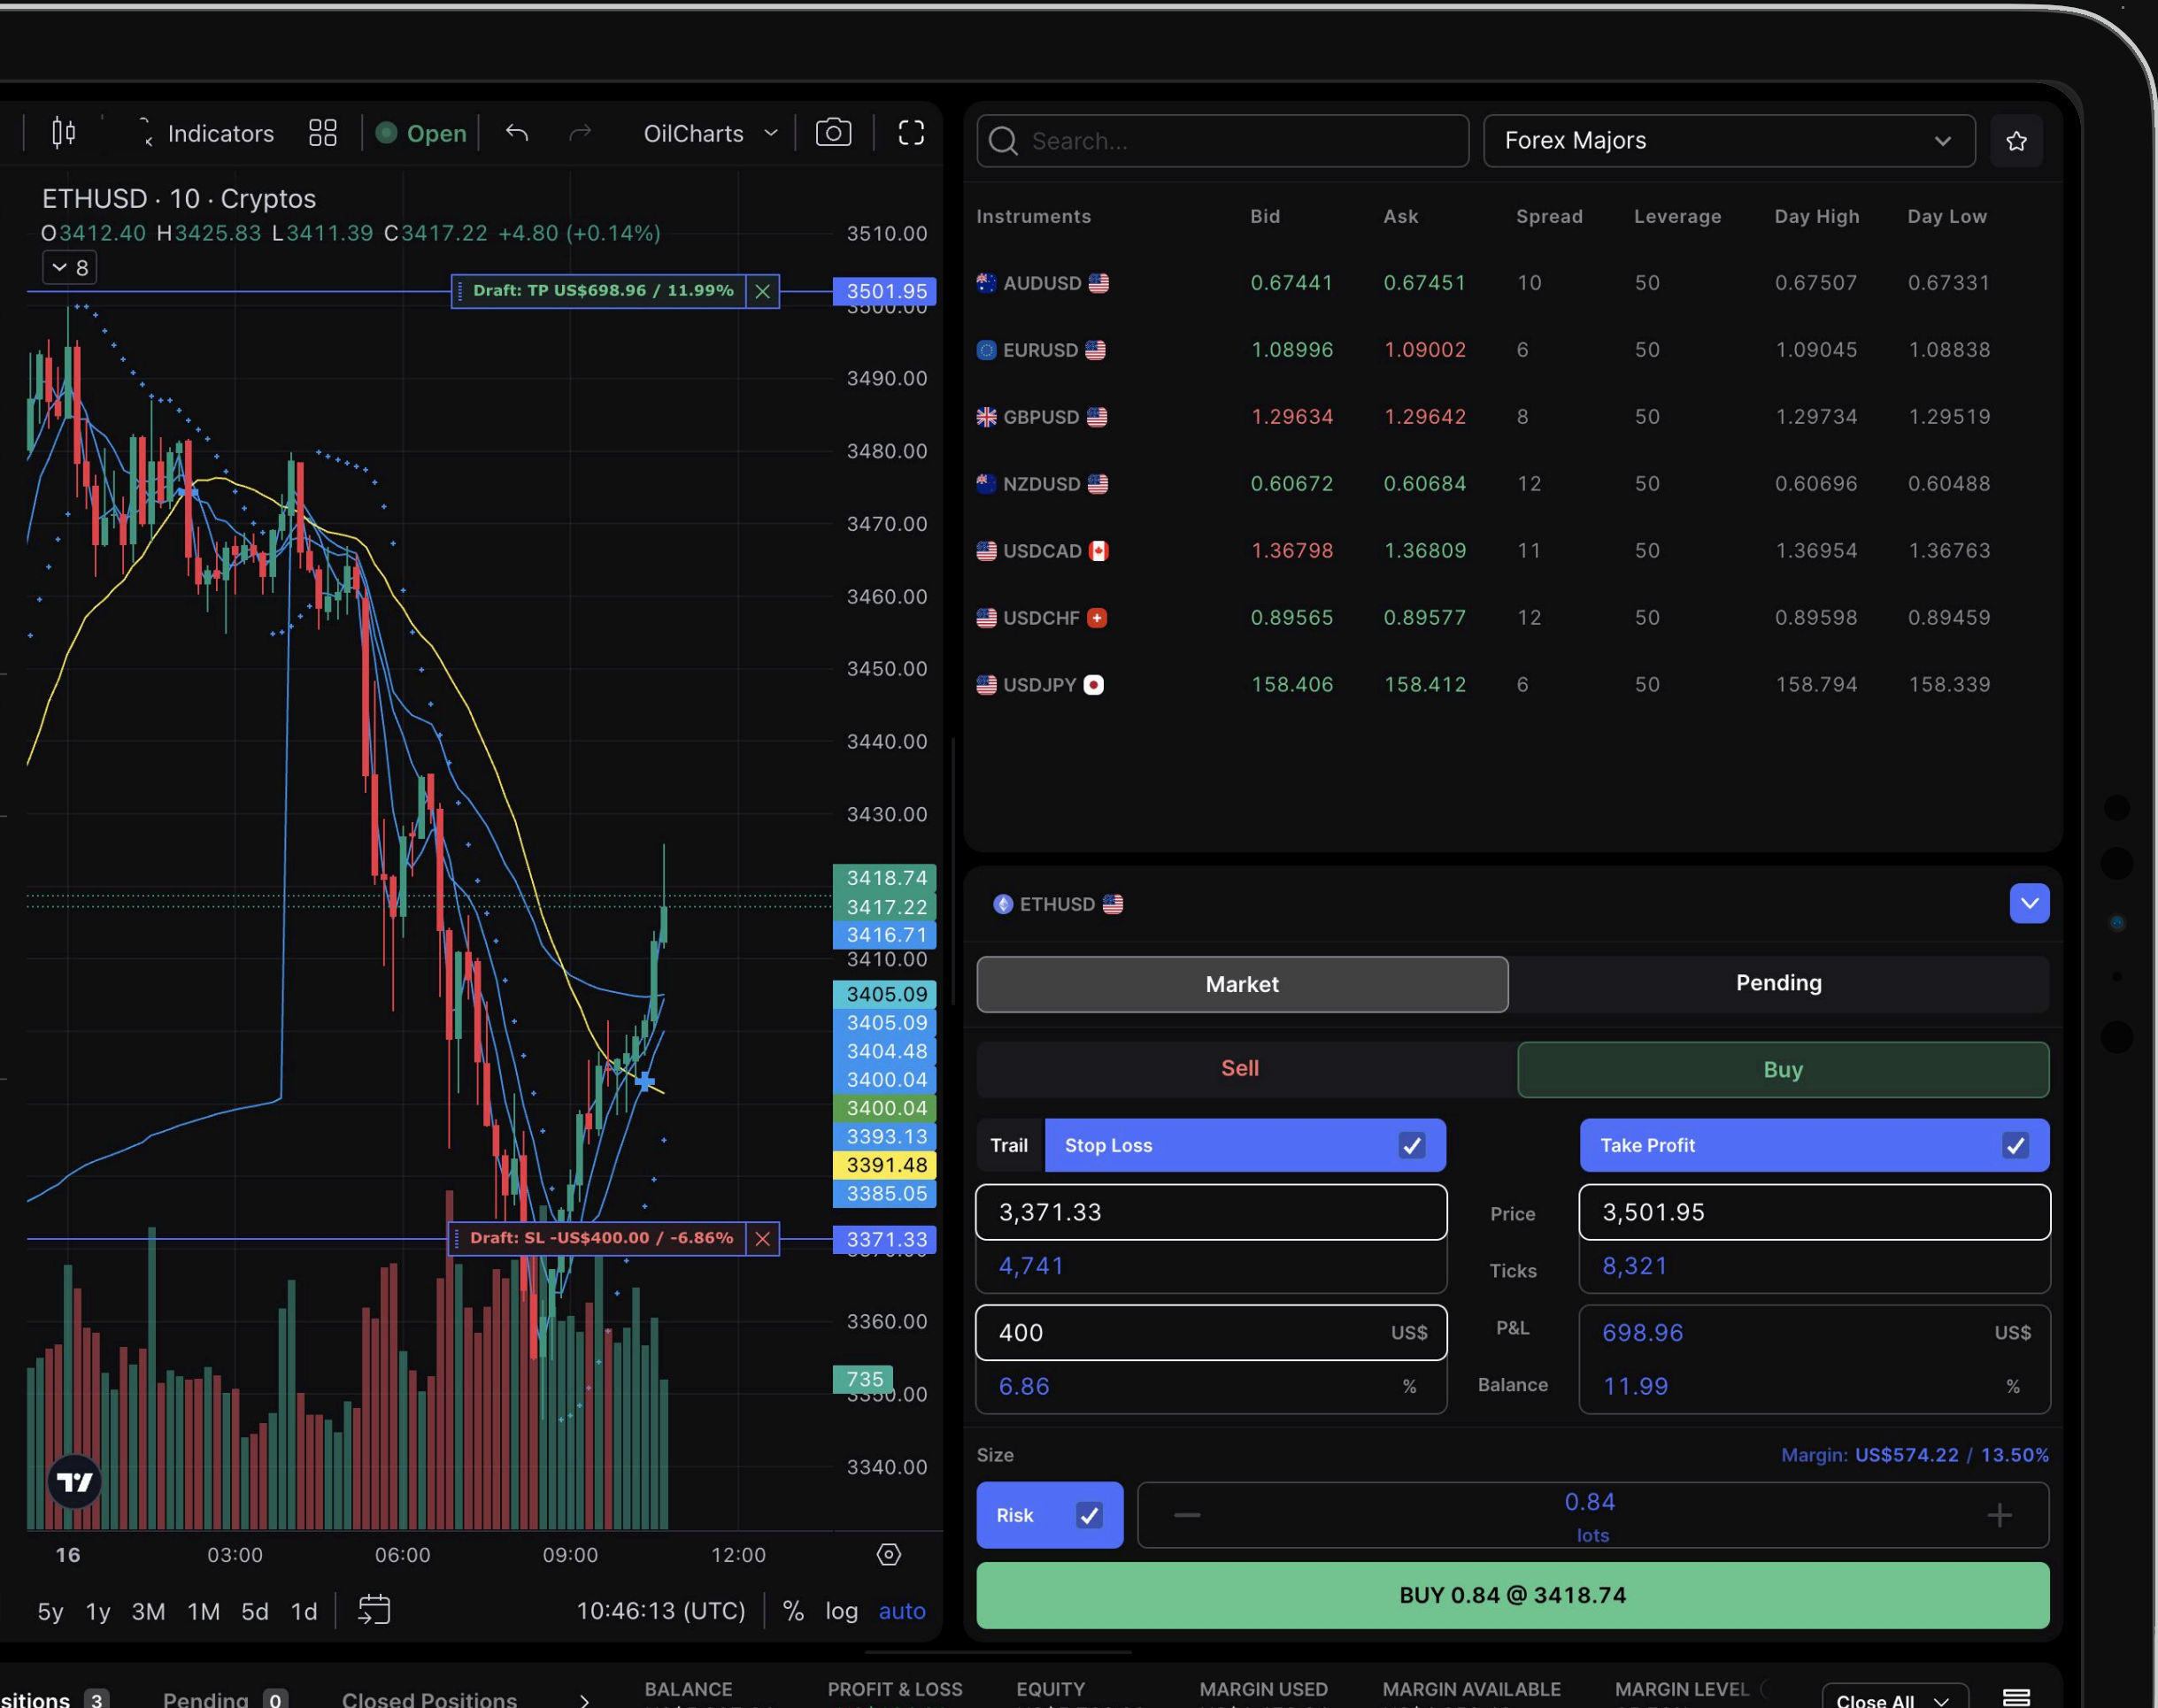 Indicators Open OilCharts
ETHUSD · 10 · Cryptos
O3412.40 H3425.83 L3411.39 C3417.22 +4.80 (+0.14%)
8
Draft: TP US$698.96 / 11.99%
3510.00
3501.95
3500.00
3490.00
3480.00
3470.00
3460.00
3450.00
3440.00
3430.00
3418.74
3417.22
3416.71
3410.00
3405.09
3405.09
3404.48
3400.04
3400.04
3393.13
3391.48
3385.05
Draft: SL -US$400.00 / -6.86%
3371.33
3360.00
735
3350.00
3340.00
16 03:00 06:00 09:00 12:00
5y 1y 3M 1M 5d 1d 10:46:13 (UTC) % log auto
Search...
Forex Majors
Instruments Bid Ask Spread Leverage Day High Day Low
AUDUSD 0.67441 0.67451 10 50 0.67507 0.67331
EURUSD 1.08996 1.09002 6 50 1.09045 1.08838
GBPUSD 1.29634 1.29642 8 50 1.29734 1.29519
NZDUSD 0.60672 0.60684 12 50 0.60696 0.60488
USDCAD 1.36798 1.36809 11 50 1.36954 1.36763
USDCHF 0.89565 0.89577 12 50 0.89598 0.89459
USDJPY 158.406 158.412 6 50 158.794 158.339
ETHUSD
Market Pending
Sell Buy
Trail Stop Loss Take Profit
3,371.33 Price 3,501.95
4,741 Ticks 8,321
400 US$ P&L 698.96 US$
6.86 % Balance 11.99 %
Size Margin: US$574.22 / 13.50%
Risk 0.84
lots
BUY 0.84 @ 3418.74
sitions 3 Pending 0 Closed Positions BALANCE PROFIT & LOSS EQUITY MARGIN USED MARGIN AVAILABLE MARGIN LEVEL Close All